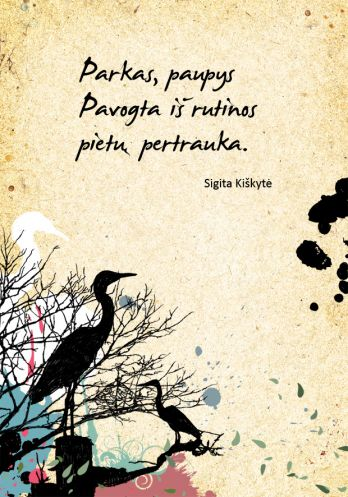 Parkas, paupys
Pavogta iš rutinos
pietų pertrauka.
Sigita Kiškytė